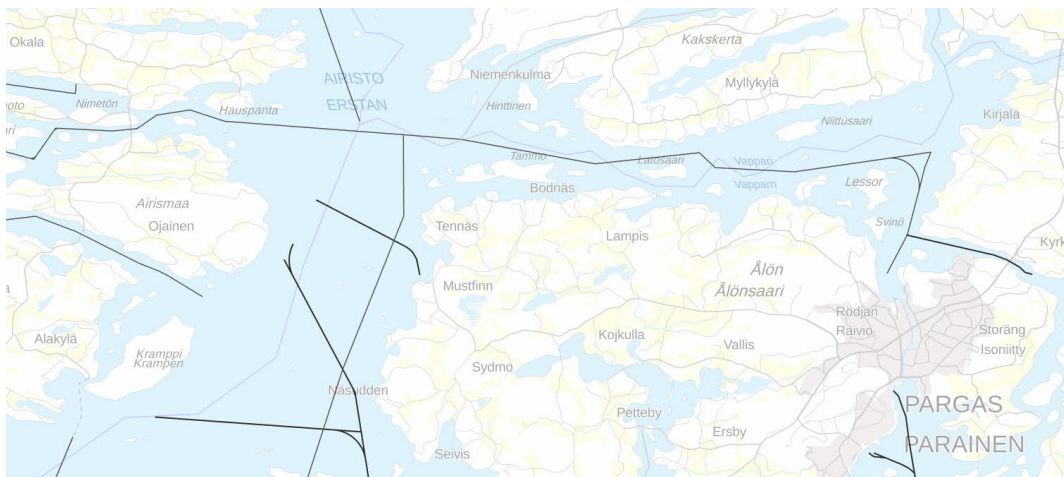 Okala
AIRISTO
ERSTAN
Kakskerta
Niemenkulma
Myllykylä
Nimetön
Hauspanta
Hinttinen
Niittusaari
Kirjala
Tammo
Latosaari
Vappari
Vapparn
Bodnäs
Lessor
Airismaa
Ojainen
Tennäs
Lampis
Svinö
Ålön
Ålönsaari
Mustfinn
Rödjan
Raivio
Storäng
Isoniitty
Alakylä
Kojkulla
Vallis
Kramppi
Krampen
Sydmo
Näsudden
Petteby
Ersby
PARGAS
PARAINEN
Seivis